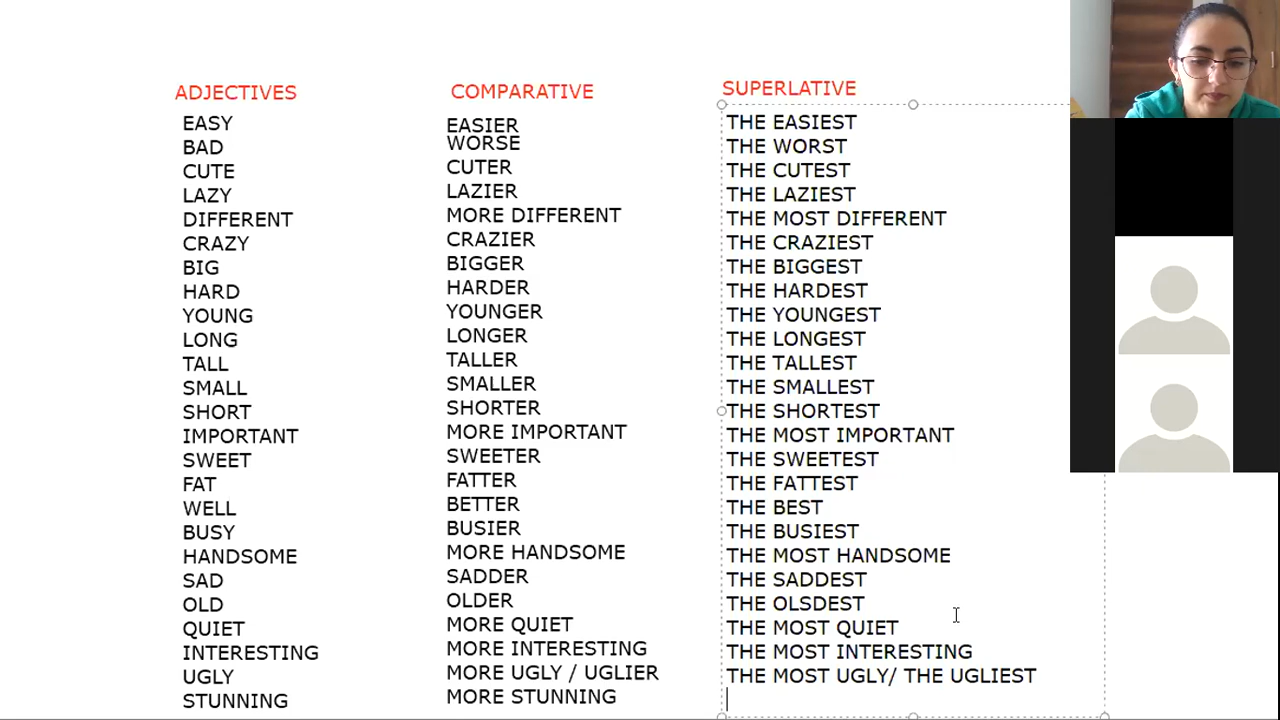 ADJECTIVES COMPARATIVE SUPERLATIVE
EASY EASIER THE EASIEST
BAD WORSE THE WORST
CUTE CUTER THE CUTEST
LAZY LAZIER THE LAZIEST
DIFFERENT MORE DIFFERENT THE MOST DIFFERENT
CRAZY CRAZIER THE CRAZIEST
BIG BIGGER THE BIGGEST
HARD HARDER THE HARDEST
YOUNG YOUNGER THE YOUNGEST
LONG LONGER THE LONGEST
TALL TALLER THE TALLEST
SMALL SMALLER THE SMALLEST
SHORT SHORTER THE SHORTEST
IMPORTANT MORE IMPORTANT THE MOST IMPORTANT
SWEET SWEETER THE SWEETEST
FAT FATTER THE FATTEST
WELL BETTER THE BEST
BUSY BUSIER THE BUSIEST
HANDSOME MORE HANDSOME THE MOST HANDSOME
SAD SADDER THE SADDEST
OLD OLDER THE OLSDEST
QUIET MORE QUIET THE MOST QUIET
INTERESTING MORE INTERESTING THE MOST INTERESTING
UGLY MORE UGLY / UGLIER THE MOST UGLY/ THE UGLIEST
STUNNING MORE STUNNING